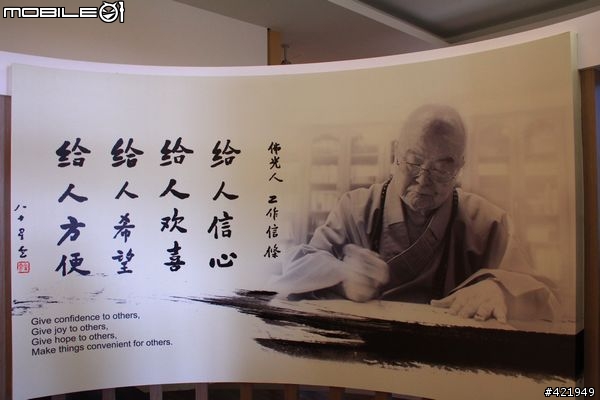 MOBILE01
佛光人 工作信條
给人信心
给人欢喜
给人希望
给人方便
Give confidence to others,
Give joy to others,
Give hope to others,
Make things convenient for others.
#421949